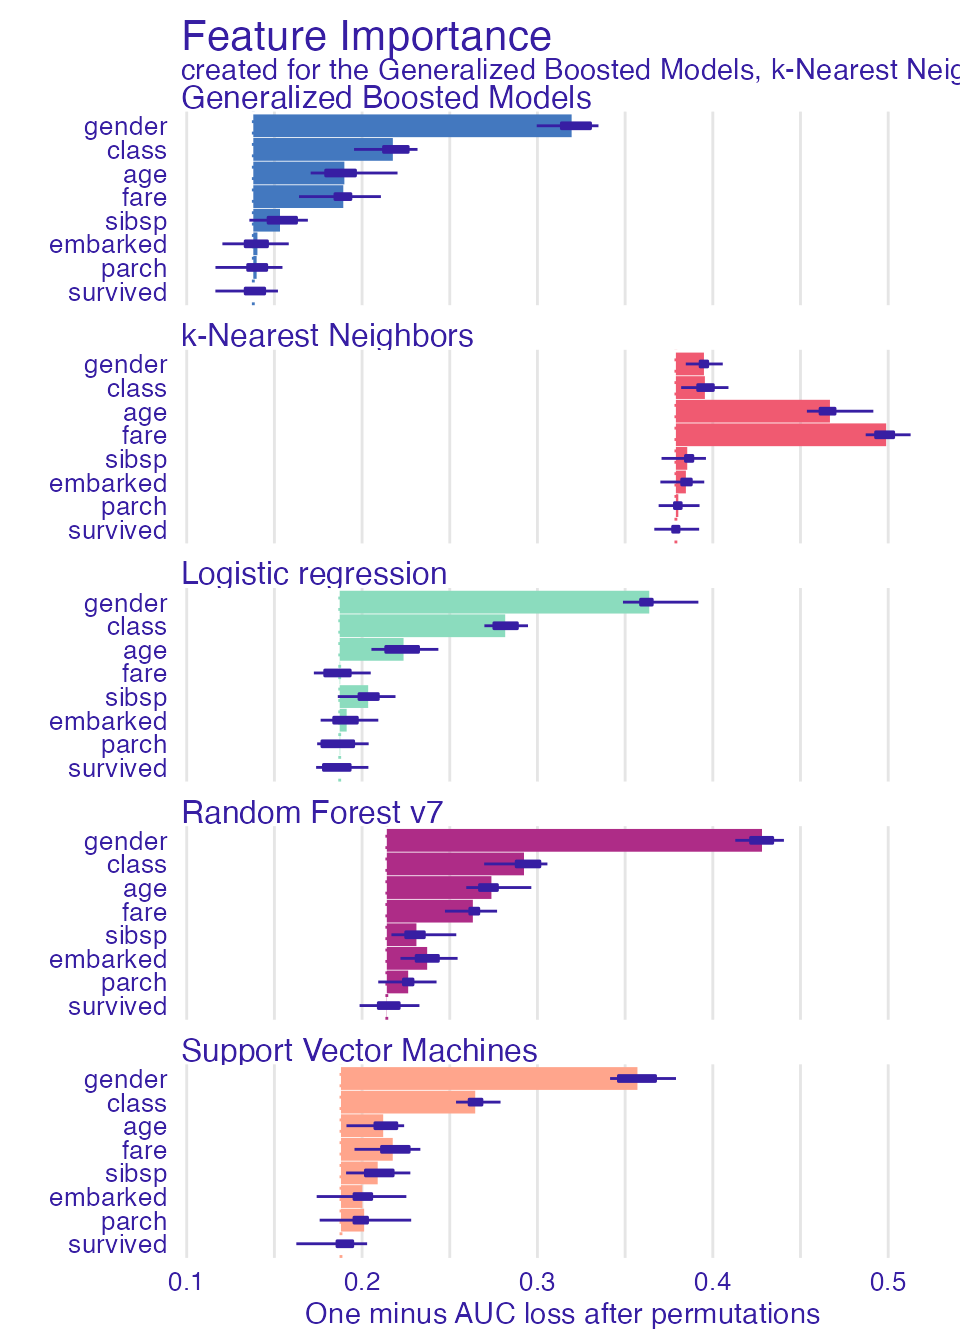 Feature Importance
created for the Generalized Boosted Models, k-Nearest Neig
Generalized Boosted Models
gender
class
age
fare
sibsp
embarked
parch
survived
k-Nearest Neighbors
gender
class
age
fare
sibsp
embarked
parch
survived
Logistic regression
gender
class
age
fare
sibsp
embarked
parch
survived
Random Forest v7
gender
class
age
fare
sibsp
embarked
parch
survived
Support Vector Machines
gender
class
age
fare
sibsp
embarked
parch
survived
0.1 0.2 0.3 0.4 0.5
One minus AUC loss after permutations